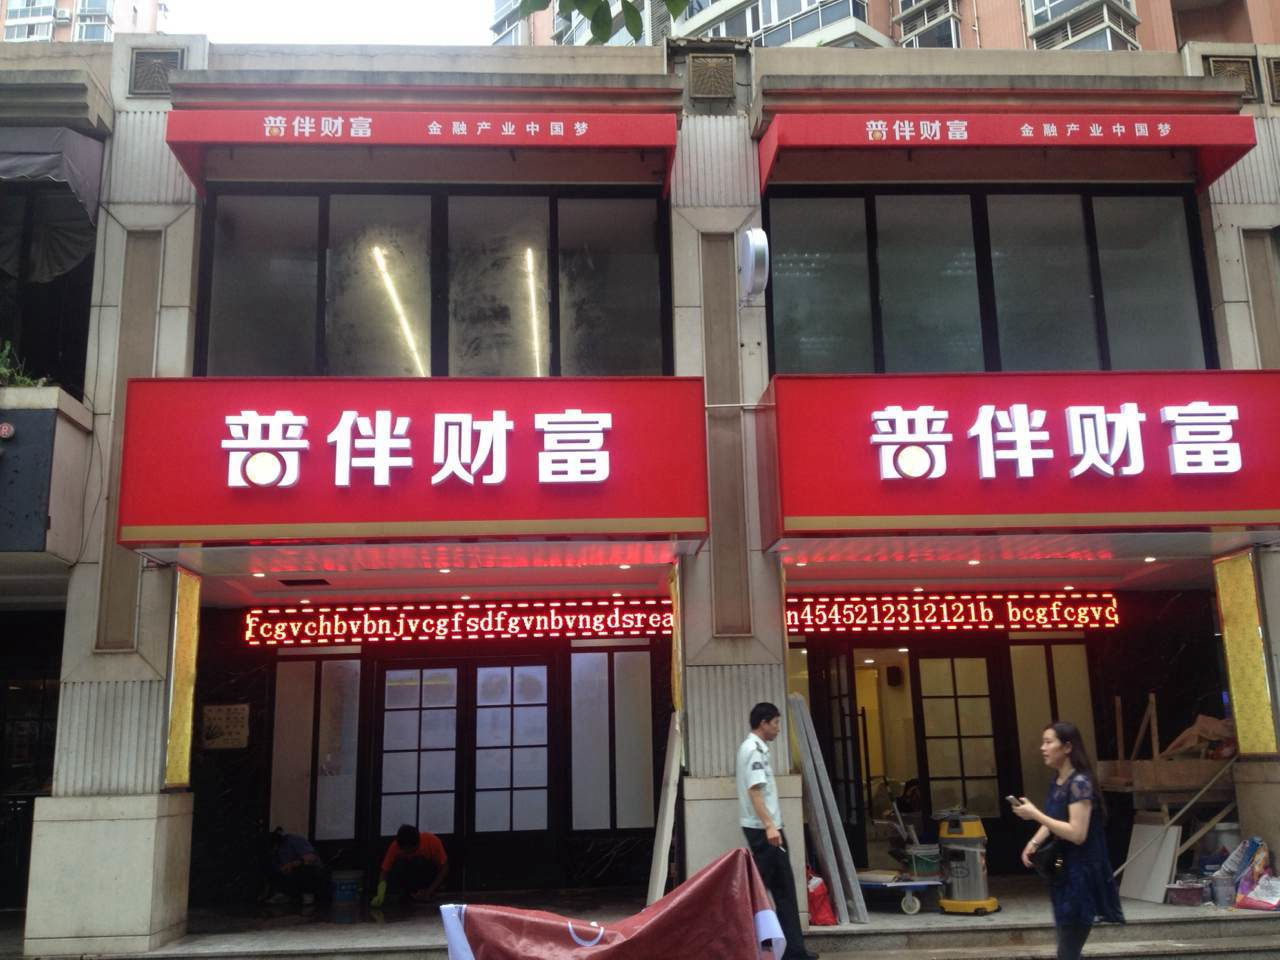 普伴财富 金融产业中国梦
普伴财富 金融产业中国梦
普伴财富
普伴财富
fcgvchbvbnjvcgfsdfgvnbvngdsrea
n4545212312121b_bcgfcgvc